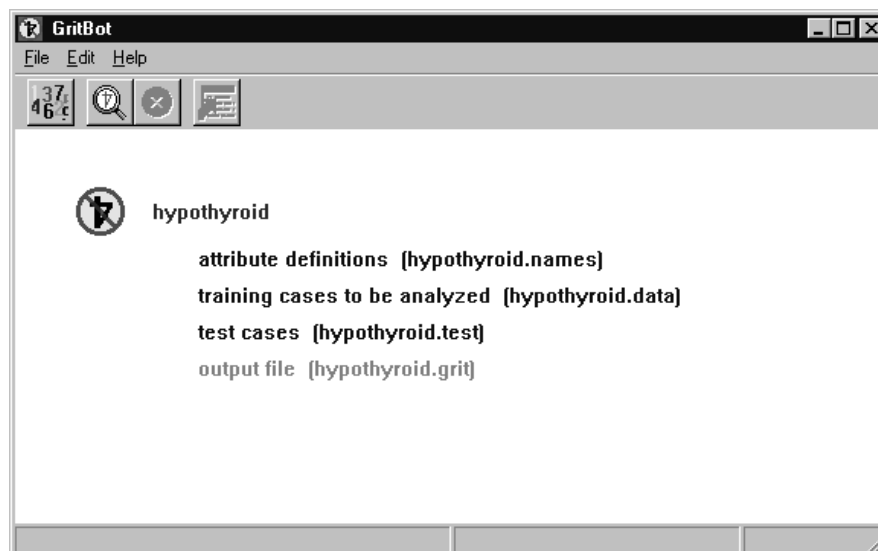 GritBot
File Edit Help
hypothyroid
attribute definitions (hypothyroid.names)
training cases to be analyzed (hypothyroid.data)
test cases (hypothyroid.test)
output file (hypothyroid.grit)